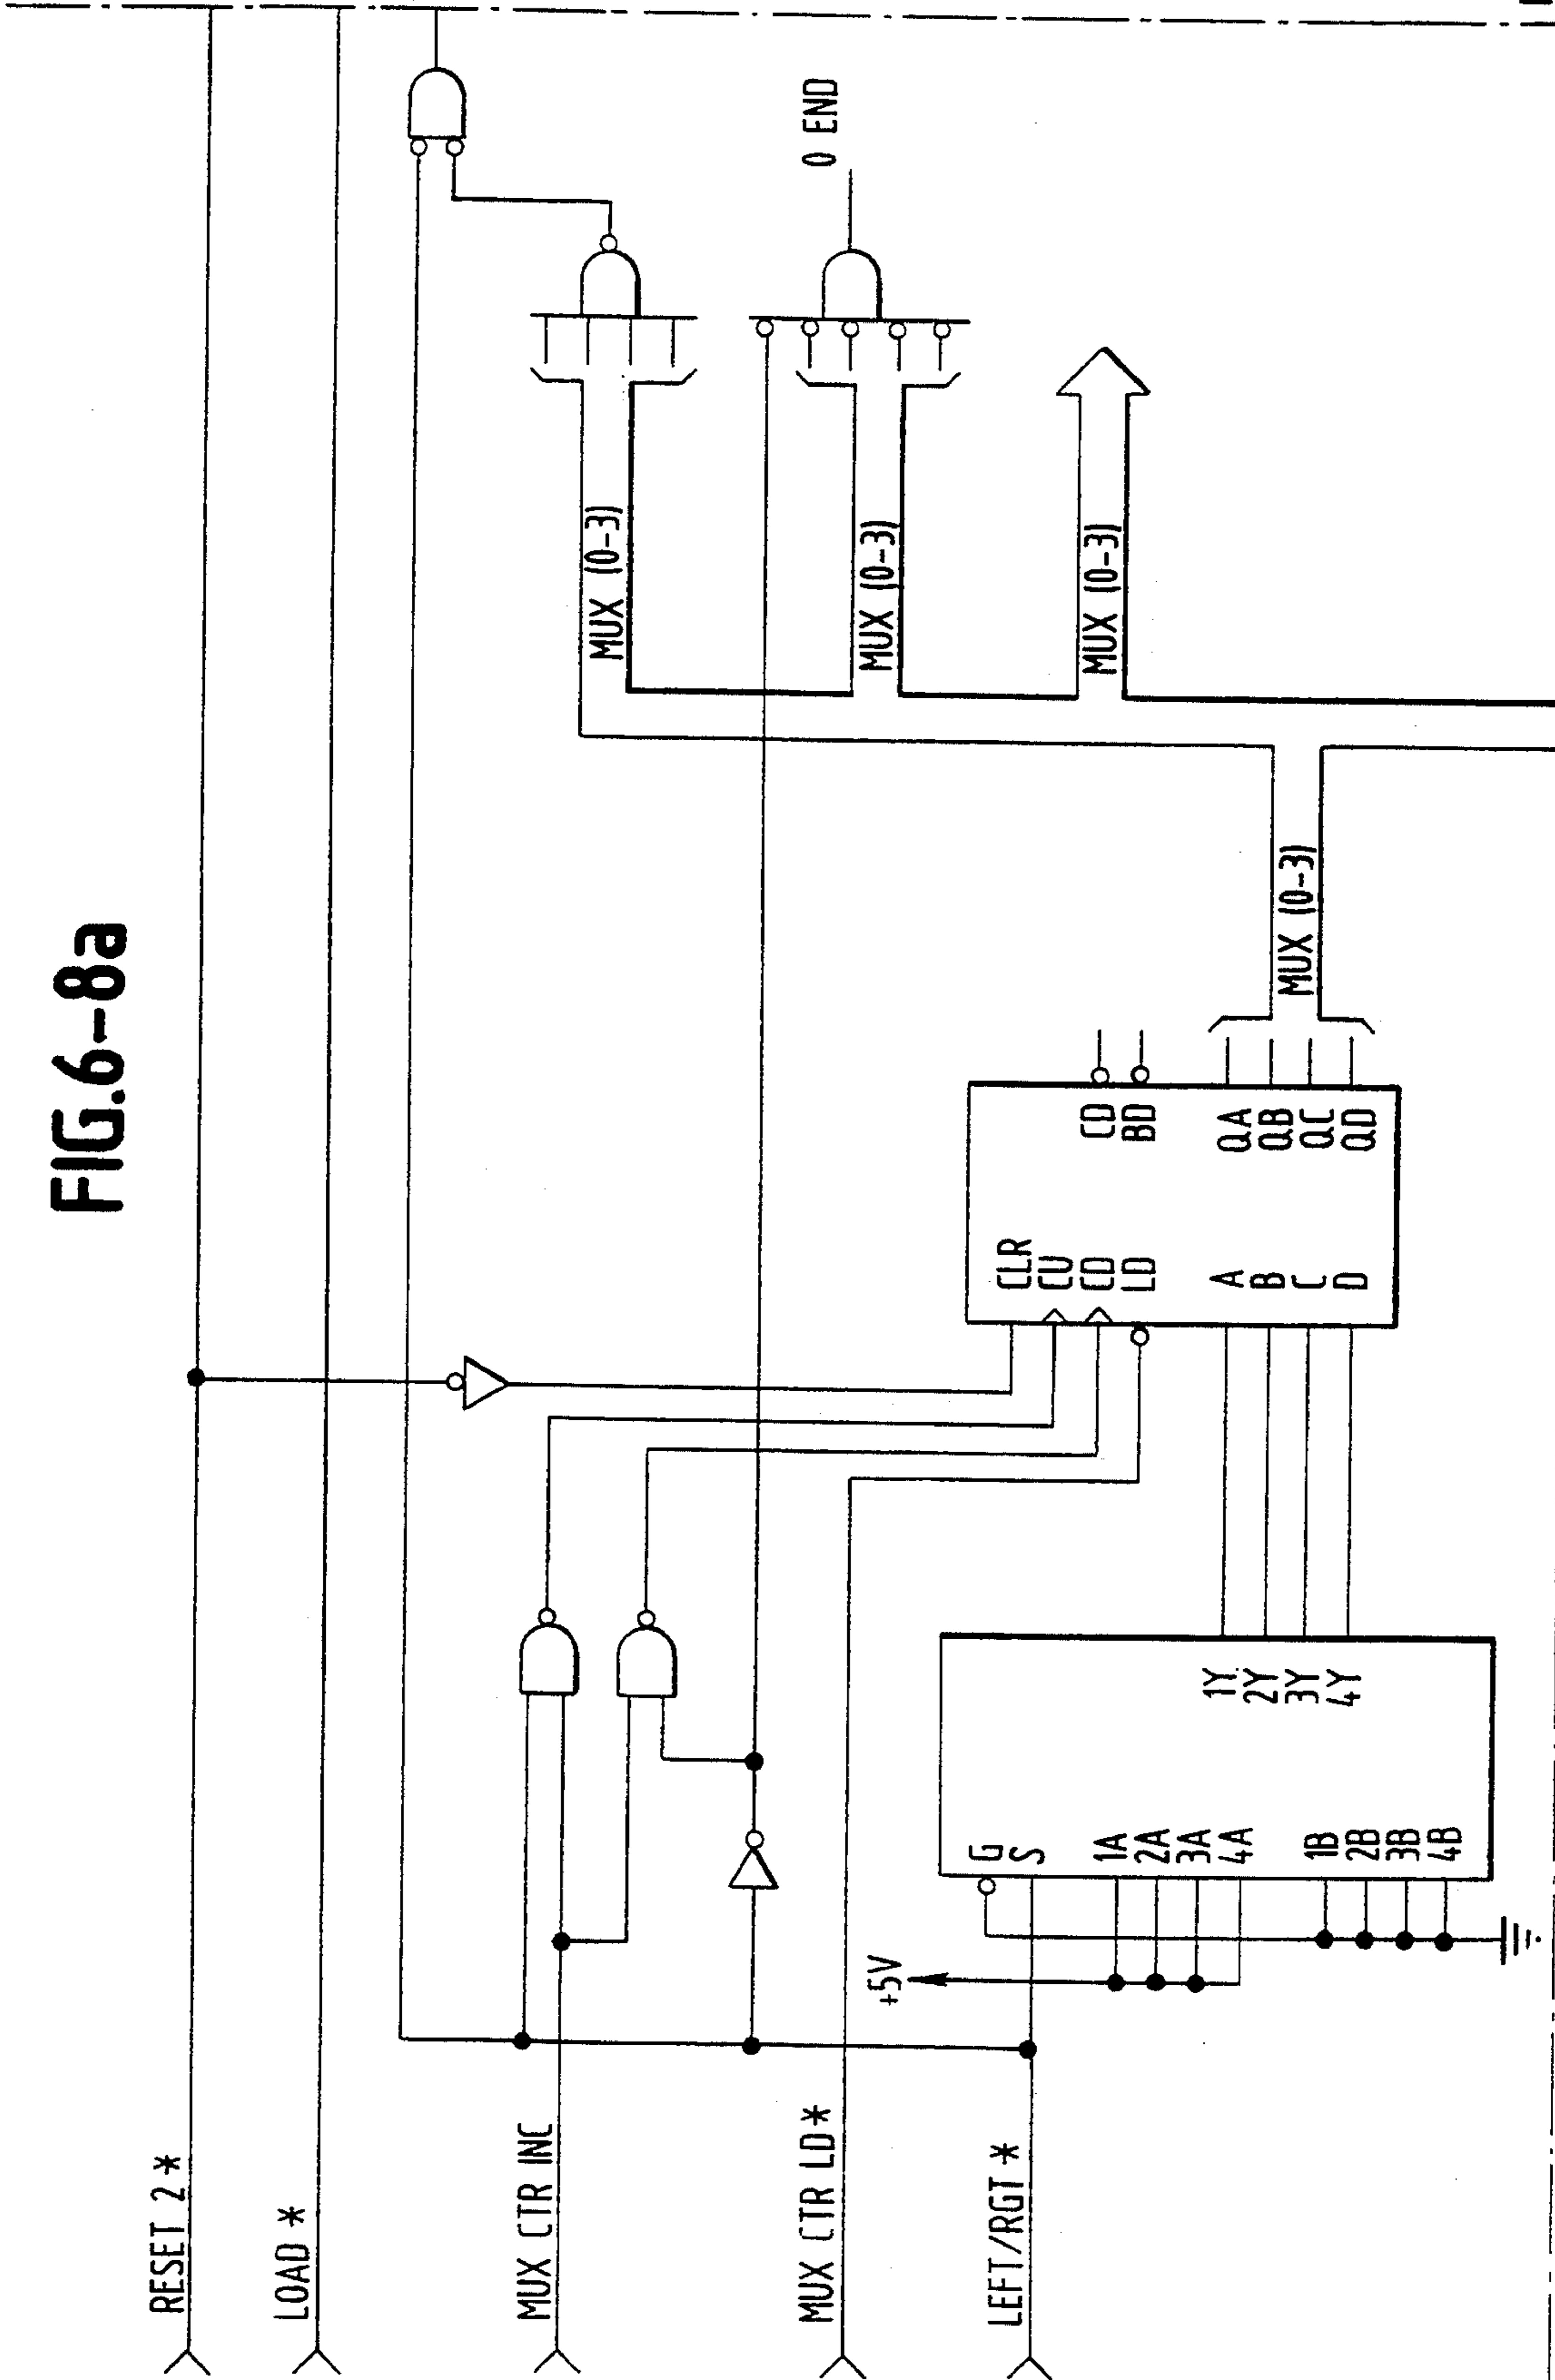 FIG.6-8a
RESET 2 *
LOAD *
MUX CTR INC
MUX CTR LD*
LEFT/RGT *
+5V
G
S
1A
2A
3A
4A
1B
2B
3B
4B
1Y
2Y
3Y
4Y
CLR
CU
CD
LD
A
B
C
D
CD
BD
QA
QB
QC
QD
MUX (0-3)
MUX (0-3)
MUX (0-3)
MUX (0-3)
0 END